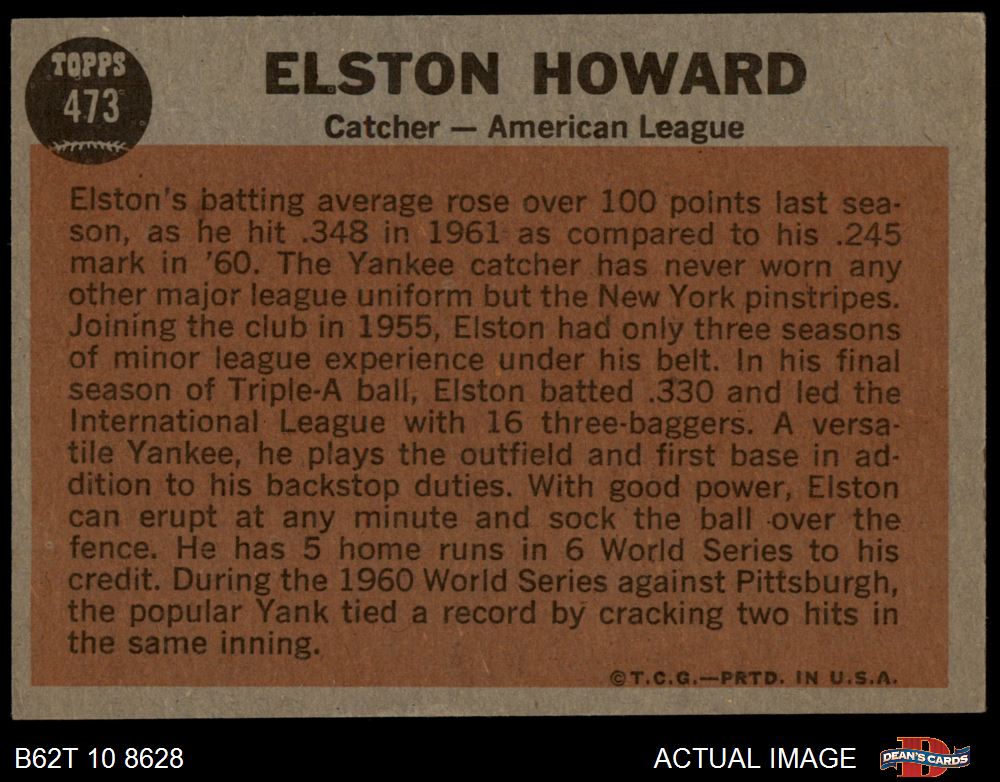 TOPPS
473
ELSTON HOWARD
Catcher — American League
Elston's batting average rose over 100 points last sea-
son, as he hit .348 in 1961 as compared to his .245
mark in '60. The Yankee catcher has never worn any
other major league uniform but the New York pinstripes.
Joining the club in 1955, Elston had only three seasons
of minor league experience under his belt. In his final
season of Triple-A ball, Elston batted .330 and led the
International League with 16 three-baggers. A versa-
tile Yankee, he plays the outfield and first base in ad-
dition to his backstop duties. With good power, Elston
can erupt at any minute and sock the ball over the
fence. He has 5 home runs in 6 World Series to his
credit. During the 1960 World Series against Pittsburgh,
the popular Yank tied a record by cracking two hits in
the same inning.
©T.C.G.—PRTD. IN U.S.A.
B62T 10 8628
ACTUAL IMAGE
DEAN'S CARDS